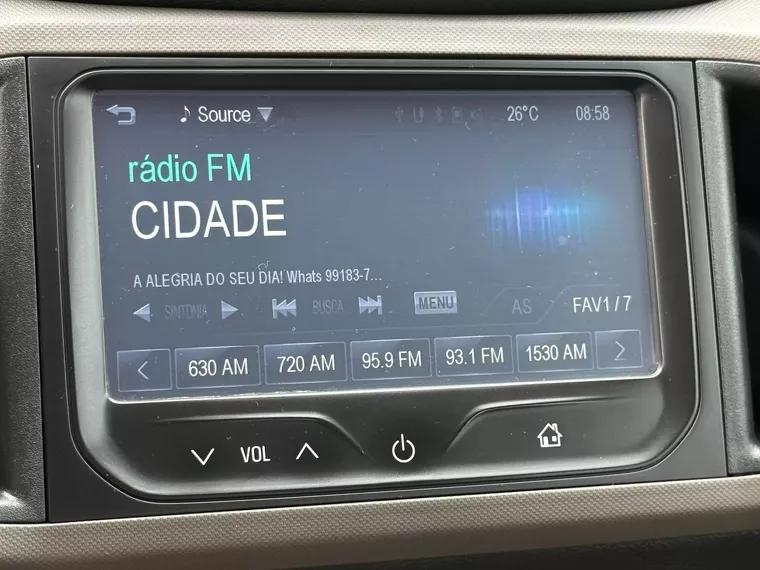 Source 26°C 08:58
rádio FM
CIDADE
A ALEGRIA DO SEU DIA! Whats 99183-7...
SINTONIA BUSCA MENU AS FAV1 / 7
630 AM 720 AM 95.9 FM 93.1 FM 1530 AM
VOL